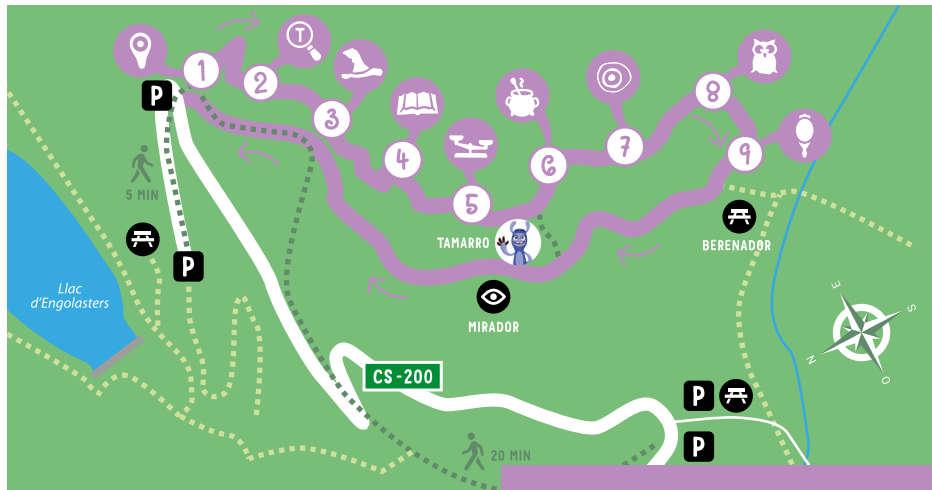 T
1
2
3
4
5
6
7
8
9
P
5 MIN
P
TAMARRO
BERENADOR
MIRADOR
Llac
d'Engolasters
CS-200
E
S
N
O
P
P
20 MIN